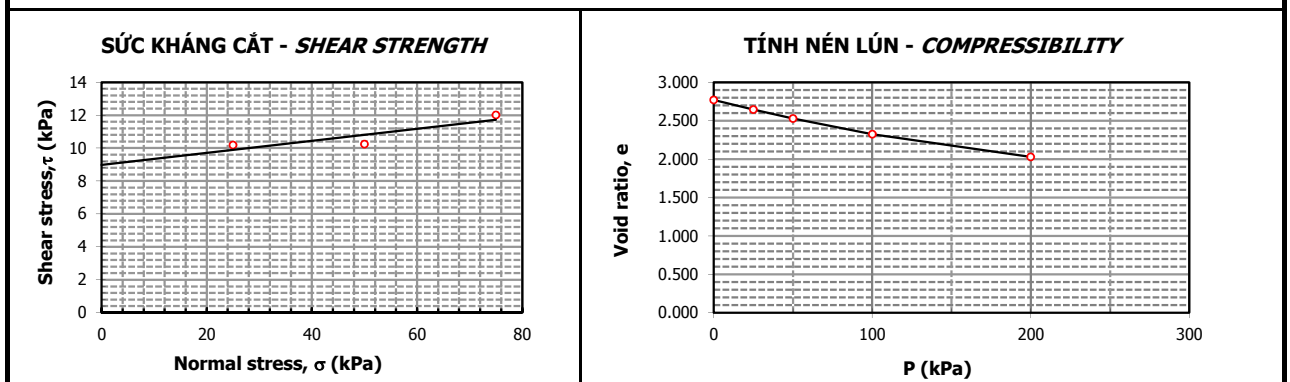 SỨC KHÁNG CẮT - SHEAR STRENGTH
14
12
10
8
6
4
2
0
0 20 40 60 80
Shear stress,τ (kPa)
Normal stress, σ (kPa)
TÍNH NÉN LÚN - COMPRESSIBILITY
3.000
2.500
2.000
1.500
1.000
0.500
0.000
0 100 200 300
Void ratio, e
P (kPa)